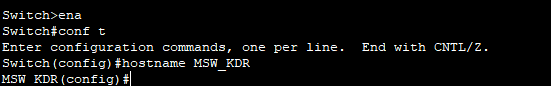 Switch>ena
Switch#conf t
Enter configuration commands, one per line.  End with CNTL/Z.
Switch(config)#hostname MSW_KDR
MSW_KDR(config)#